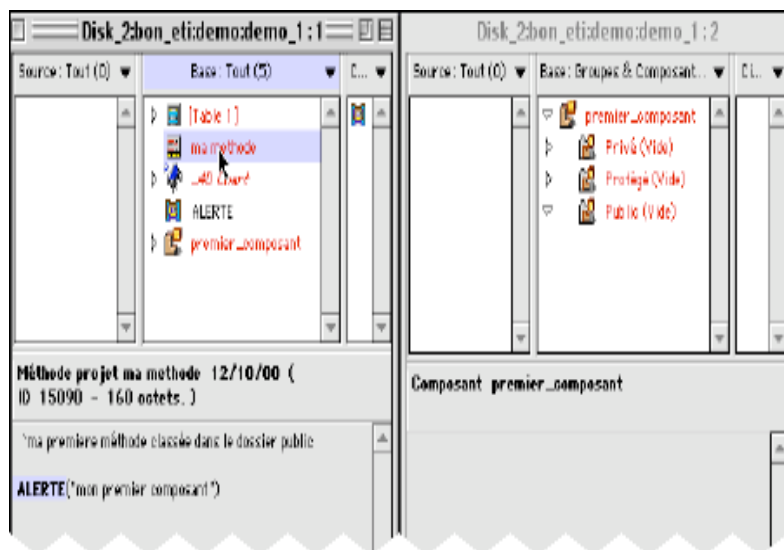 Disk_2:bon_eti:demo:demo_1 : 1
Source : Tout (0)
Base : Tout (5)
C...
[Table 1]
ma methode
_4D Chart
ALERTE
premier_composant
Méthode projet ma methode 12/10/00 (
ID 15090 - 160 octets. )
`ma premiere méthode classée dans le dossier public
ALERTE("mon premier composant")
Disk_2:bon_eti:demo:demo_1 : 2
Source : Tout (0)
Base : Groupes & Composant...
Ci...
premier_composant
Privé (Vide)
Protégé (Vide)
Public (Vide)
Composant premier_composant